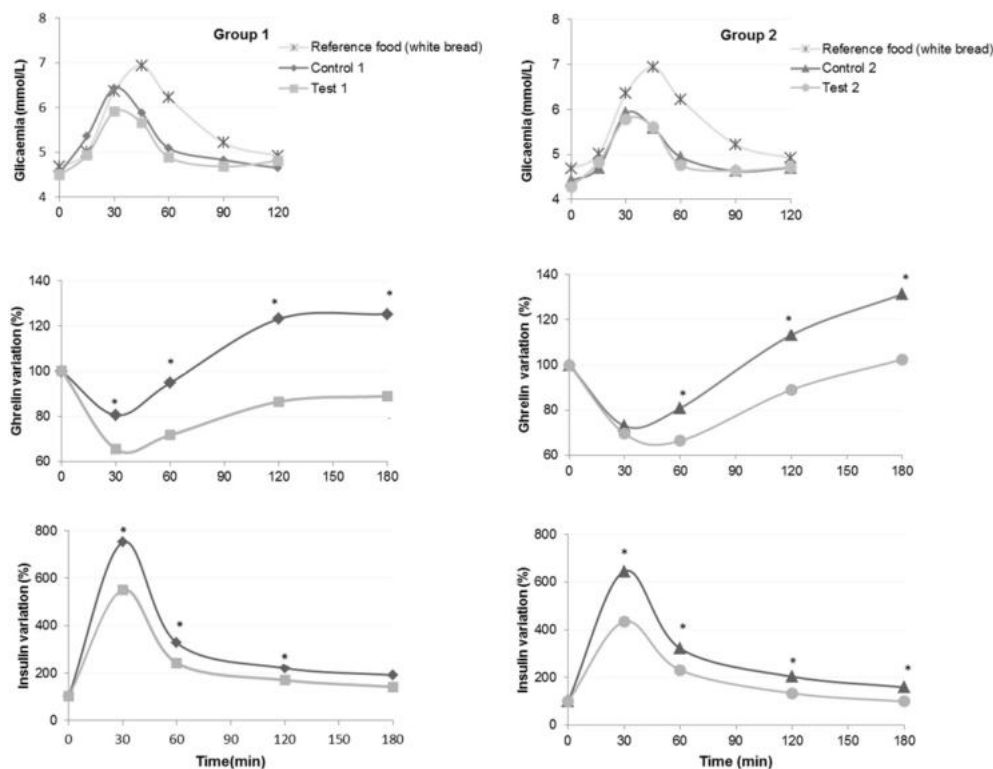 Group 1
Reference food (white bread)
Control 1
Test 1
Glicaemia (mmol/L)
8
7
6
5
4
0 30 60 90 120
Group 2
Reference food (white bread)
Control 2
Test 2
Glicaemia (mmol/L)
8
7
6
5
4
0 30 60 90 120
Ghrelin variation (%)
140
120
100
80
60
* * * *
0 30 60 90 120 150 180
Ghrelin variation (%)
140
120
100
80
60
* * *
0 30 60 90 120 150 180
Insulin variation (%)
800
600
400
200
0
* * *
0 30 60 90 120 150 180
Time(min)
Insulin variation (%)
800
600
400
200
0
* * * *
0 30 60 90 120 150 180
Time (min)